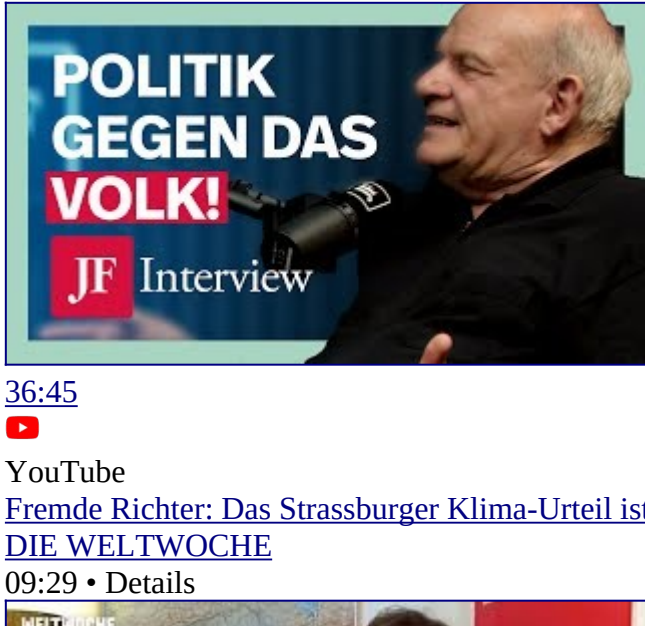 POLITIK
GEGEN DAS
VOLK!
JF Interview
36:45
YouTube
Fremde Richter: Das Strassburger Klima-Urteil ist
DIE WELTWOCHE
09:29 • Details
WELTWOCHE